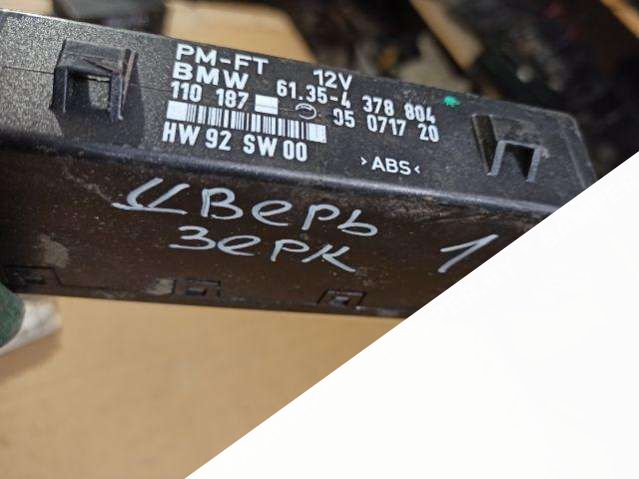 PM-FT 12V
BMW 61.35-4 378 804
110 187 05 0717 20
HW 92 SW 00
>ABS<
дверь
зерк 1